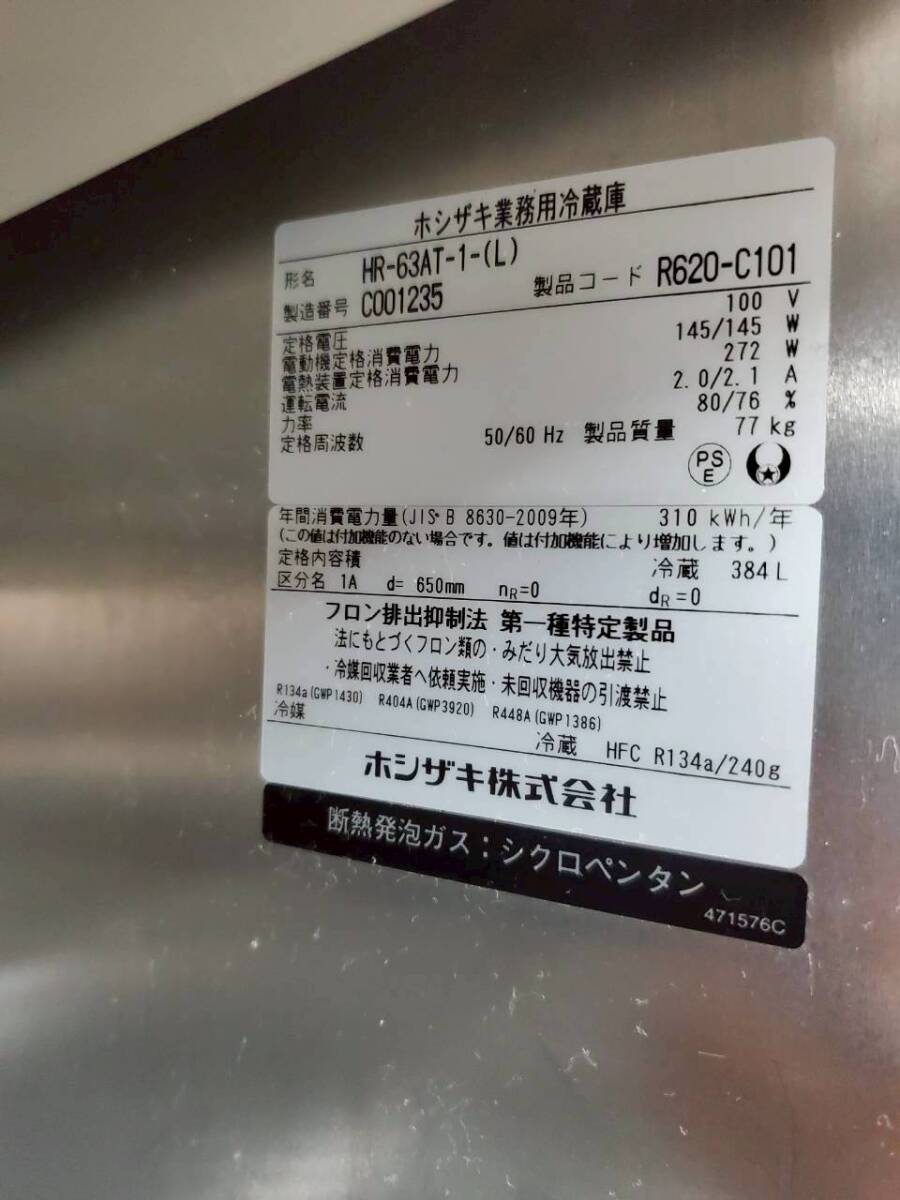 ホシザキ業務用冷蔵庫
形名 HR-63AT-1-(L)
製造番号 C001235 製品コード R620-C101
定格電圧 100 V
電動機定格消費電力 145/145 W
電熱装置定格消費電力 272 W
運転電流 2.0/2.1 A
力率 80/76 %
定格周波数 50/60 Hz 製品質量 77 kg
PS
E
年間消費電力量(JIS B 8630-2009年) 310 kWh/年
(この値は付加機能のない場合です。値は付加機能により増加します。)
定格内容積 冷蔵 384 L
区分名 1A d= 650mm nR=0 dR=0
フロン排出抑制法 第一種特定製品
法にもとづくフロン類の・みだり大気放出禁止
・冷媒回収業者へ依頼実施・未回収機器の引渡禁止
R134a(GWP1430) R404A(GWP3920) R448A(GWP1386)
冷媒 冷蔵 HFC R134a/240g
ホシザキ株式会社
断熱発泡ガス:シクロペンタン
471576C